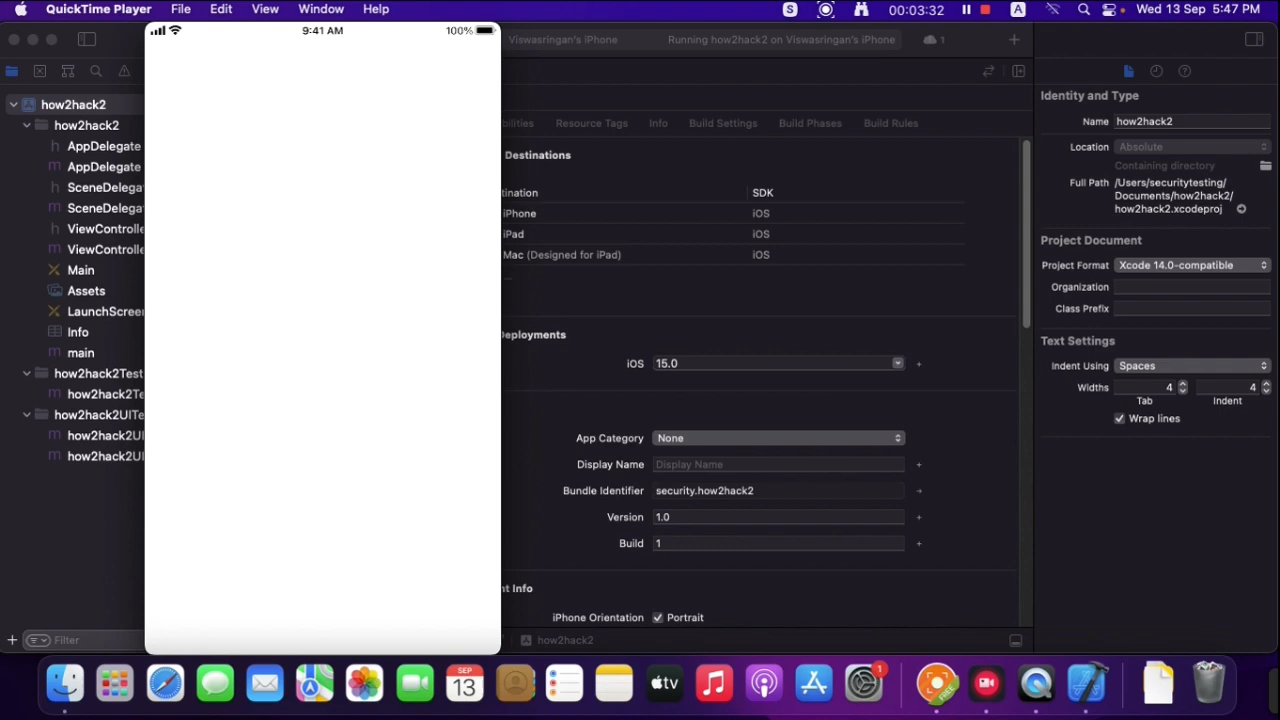 QuickTime Player File Edit View Window Help
S 00:03:32 A Wed 13 Sep 5:47 PM
9:41 AM 100%
Viswasringan's iPhone Running how2hack2 on Viswasringan's iPhone 1
how2hack2
how2hack2
AppDelegate
AppDelegate
SceneDelega
SceneDelega
ViewControlle
ViewControlle
Main
Assets
LaunchScree
Info
main
how2hack2Test
how2hack2Te
how2hack2UITe
how2hack2UI
how2hack2UI
Filter
bilities Resource Tags Info Build Settings Build Phases Build Rules
Destinations
tination SDK
iPhone iOS
iPad iOS
Mac (Designed for iPad) iOS
Deployments
iOS 15.0
App Category None
Display Name Display Name
Bundle Identifier security.how2hack2
Version 1.0
Build 1
nt Info
iPhone Orientation Portrait
how2hack2
Identity and Type
Name how2hack2
Location Absolute
Containing directory
Full Path /Users/securitytesting/
Documents/how2hack2/
how2hack2.xcodeproj
Project Document
Project Format Xcode 14.0-compatible
Organization
Class Prefix
Text Settings
Indent Using Spaces
Widths 4 4
Tab Indent
Wrap lines
SEP
13
tv
1
FREE